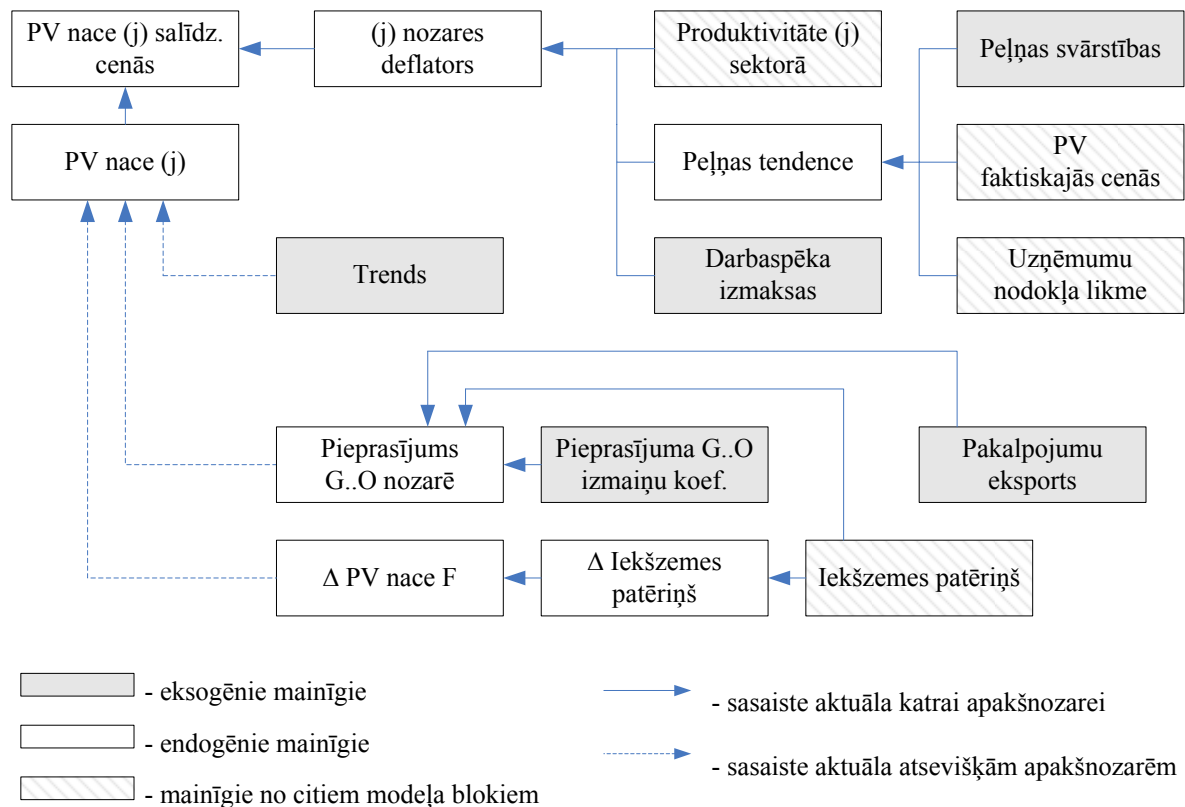 PV nace (j) salīdz.
cenās
(j) nozares
deflators
Produktivitāte (j)
sektorā
Peļņas svārstības
PV nace (j)
Peļņas tendence
PV
faktiskajās cenās
Trends
Darbaspēka
izmaksas
Uzņēmumu
nodokļa likme
Pieprasījums
G..O nozarē
Pieprasījuma G..O
izmaiņu koef.
Pakalpojumu
eksports
Δ PV nace F
Δ Iekšzemes
patēriņš
Iekšzemes patēriņš
- eksogēnie mainīgie
- endogēnie mainīgie
- mainīgie no citiem modeļa blokiem
- sasaiste aktuāla katrai apakšnozarei
- sasaiste aktuāla atsevišķām apakšnozarēm